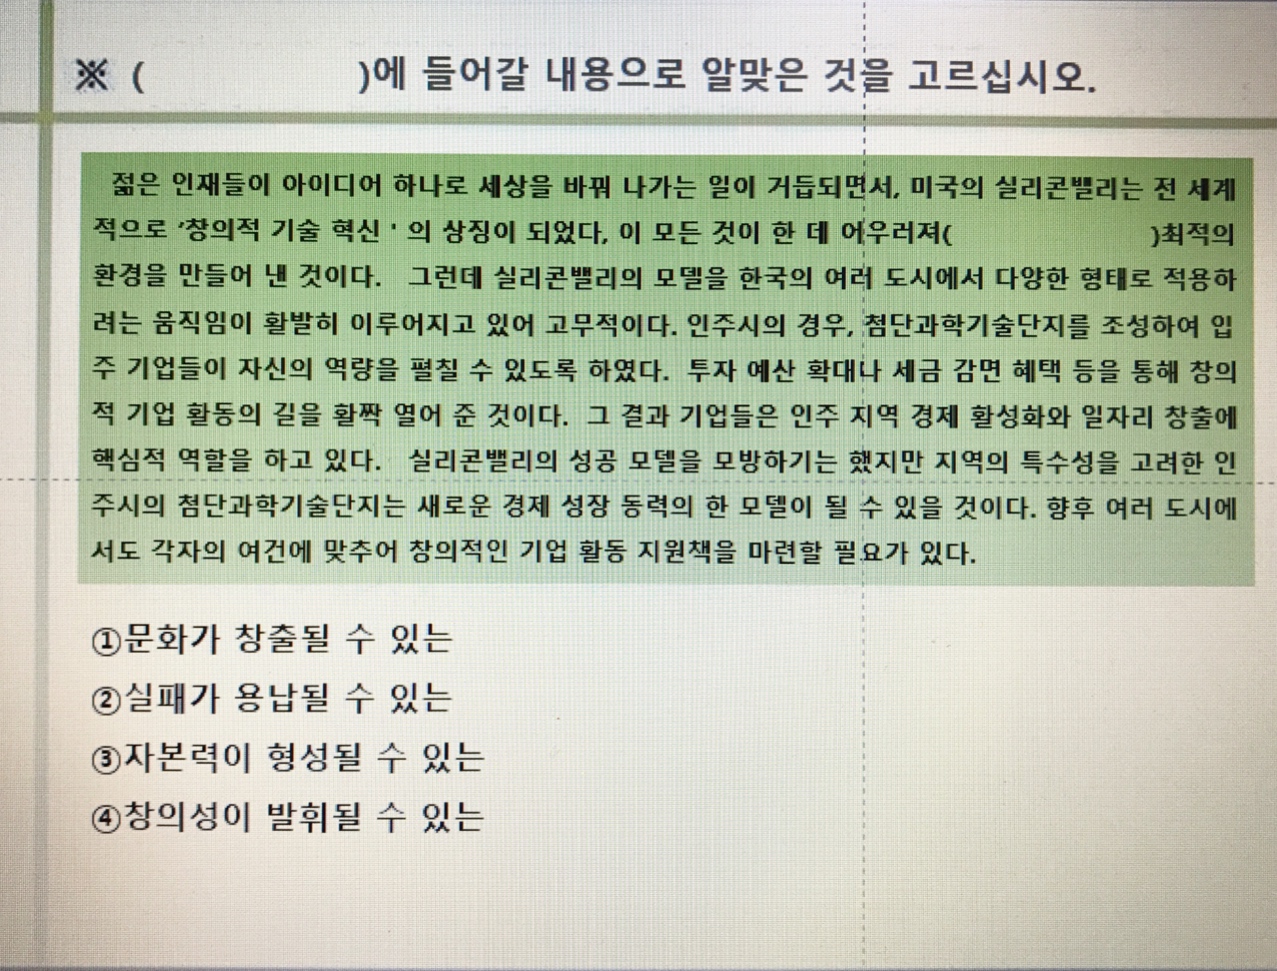 ※ ( )에 들어갈 내용으로 알맞은 것을 고르십시오.
젊은 인재들이 아이디어 하나로 세상을 바꿔 나가는 일이 거듭되면서, 미국의 실리콘밸리는 전 세계
적으로 '창의적 기술 혁신 ' 의 상징이 되었다, 이 모든 것이 한 데 어우러져( )최적의
환경을 만들어 낸 것이다. 그런데 실리콘밸리의 모델을 한국의 여러 도시에서 다양한 형태로 적용하
려는 움직임이 활발히 이루어지고 있어 고무적이다. 인주시의 경우, 첨단과학기술단지를 조성하여 입
주 기업들이 자신의 역량을 펼칠 수 있도록 하였다. 투자 예산 확대나 세금 감면 혜택 등을 통해 창의
적 기업 활동의 길을 활짝 열어 준 것이다. 그 결과 기업들은 인주 지역 경제 활성화와 일자리 창출에
핵심적 역할을 하고 있다. 실리콘밸리의 성공 모델을 모방하기는 했지만 지역의 특수성을 고려한 인
주시의 첨단과학기술단지는 새로운 경제 성장 동력의 한 모델이 될 수 있을 것이다. 향후 여러 도시에
서도 각자의 여건에 맞추어 창의적인 기업 활동 지원책을 마련할 필요가 있다.
①문화가 창출될 수 있는
②실패가 용납될 수 있는
③자본력이 형성될 수 있는
④창의성이 발휘될 수 있는